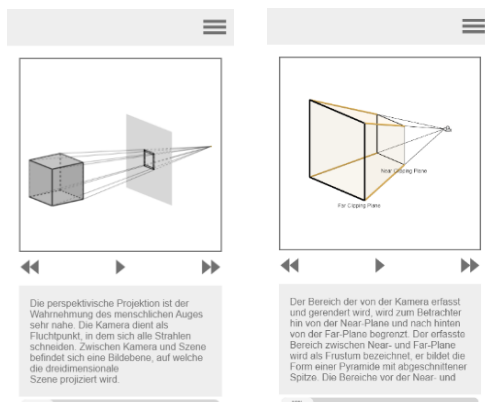 Die perspektivische Projektion ist der
Wahrnehmung des menschlichen Auges
sehr nahe. Die Kamera dient als
Fluchtpunkt, in dem sich alle Strahlen
schneiden. Zwischen Kamera und Szene
befindet sich eine Bildebene, auf welche
die dreidimensionale
Szene projiziert wird.
Near Clipping Plane
Far Clipping Plane
Der Bereich der von der Kamera erfasst
und gerendert wird, wird zum Betrachter
hin von der Near-Plane und nach hinten
von der Far-Plane begrenzt. Der erfasste
Bereich zwischen Near- und Far-Plane
wird als Frustum bezeichnet, er bildet die
Form einer Pyramide mit abgeschnittener
Spitze. Die Bereiche vor der Near- und